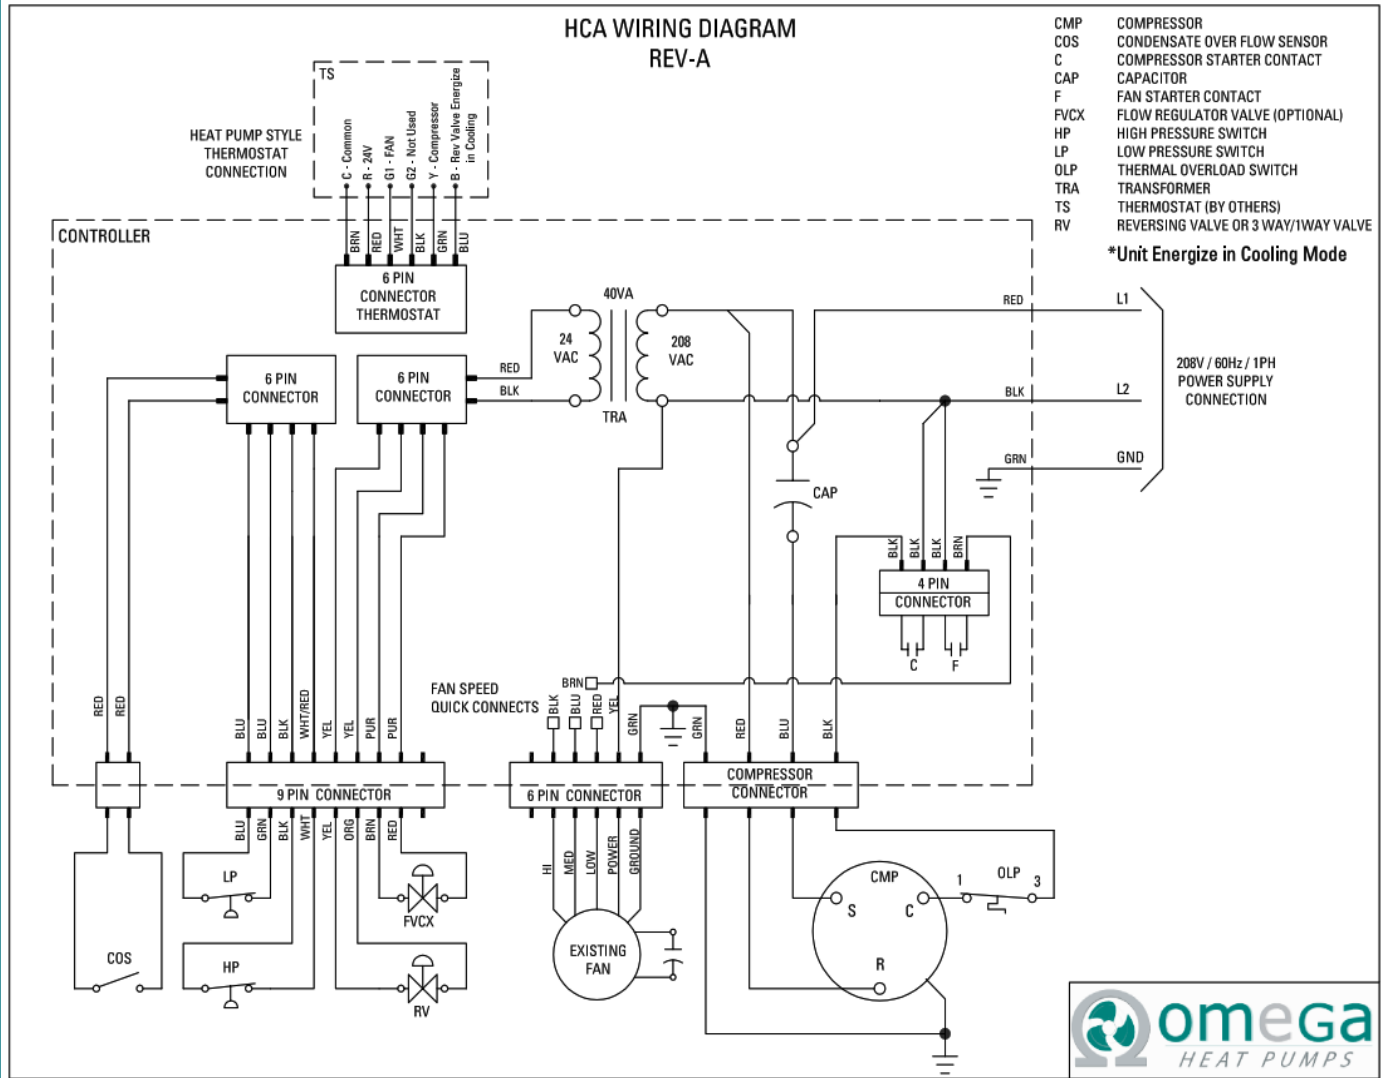 HCA WIRING DIAGRAM
REV-A
CMP COMPRESSOR
COS CONDENSATE OVER FLOW SENSOR
C COMPRESSOR STARTER CONTACT
CAP CAPACITOR
F FAN STARTER CONTACT
FVCX FLOW REGULATOR VALVE (OPTIONAL)
HP HIGH PRESSURE SWITCH
LP LOW PRESSURE SWITCH
OLP THERMAL OVERLOAD SWITCH
TRA TRANSFORMER
TS THERMOSTAT (BY OTHERS)
RV REVERSING VALVE OR 3 WAY/1WAY VALVE
*Unit Energize in Cooling Mode
TS
HEAT PUMP STYLE
THERMOSTAT
CONNECTION
C - Common
R - 24V
G1 - FAN
G2 - Not Used
Y - Compressor
B - Rev Valve Energize
in Cooling
CONTROLLER
BRN
RED
WHT
BLK
GRN
BLU
6 PIN
CONNECTOR
THERMOSTAT
40VA
24
VAC
208
VAC
TRA
RED
BLK
6 PIN
CONNECTOR
6 PIN
CONNECTOR
RED
L1
BLK
L2
GRN
GND
208V / 60Hz / 1PH
POWER SUPPLY
CONNECTION
CAP
BLK
BLK
BLK
BRN
4 PIN
CONNECTOR
C
F
FAN SPEED
QUICK CONNECTS
BRN
BLK
BLU
RED
YEL
GRN
GRN
RED
BLU
BLK
RED
RED
BLU
BLU
BLK
WHT/RED
YEL
YEL
PUR
PUR
9 PIN CONNECTOR
6 PIN CONNECTOR
COMPRESSOR
CONNECTOR
BLU
GRN
BLK
WHT
YEL
ORG
BRN
RED
HI
MED
LOW
POWER
GROUND
LP
FVCX
COS
HP
RV
EXISTING
FAN
CMP
S
C
R
1
OLP
3
omega
HEAT PUMPS